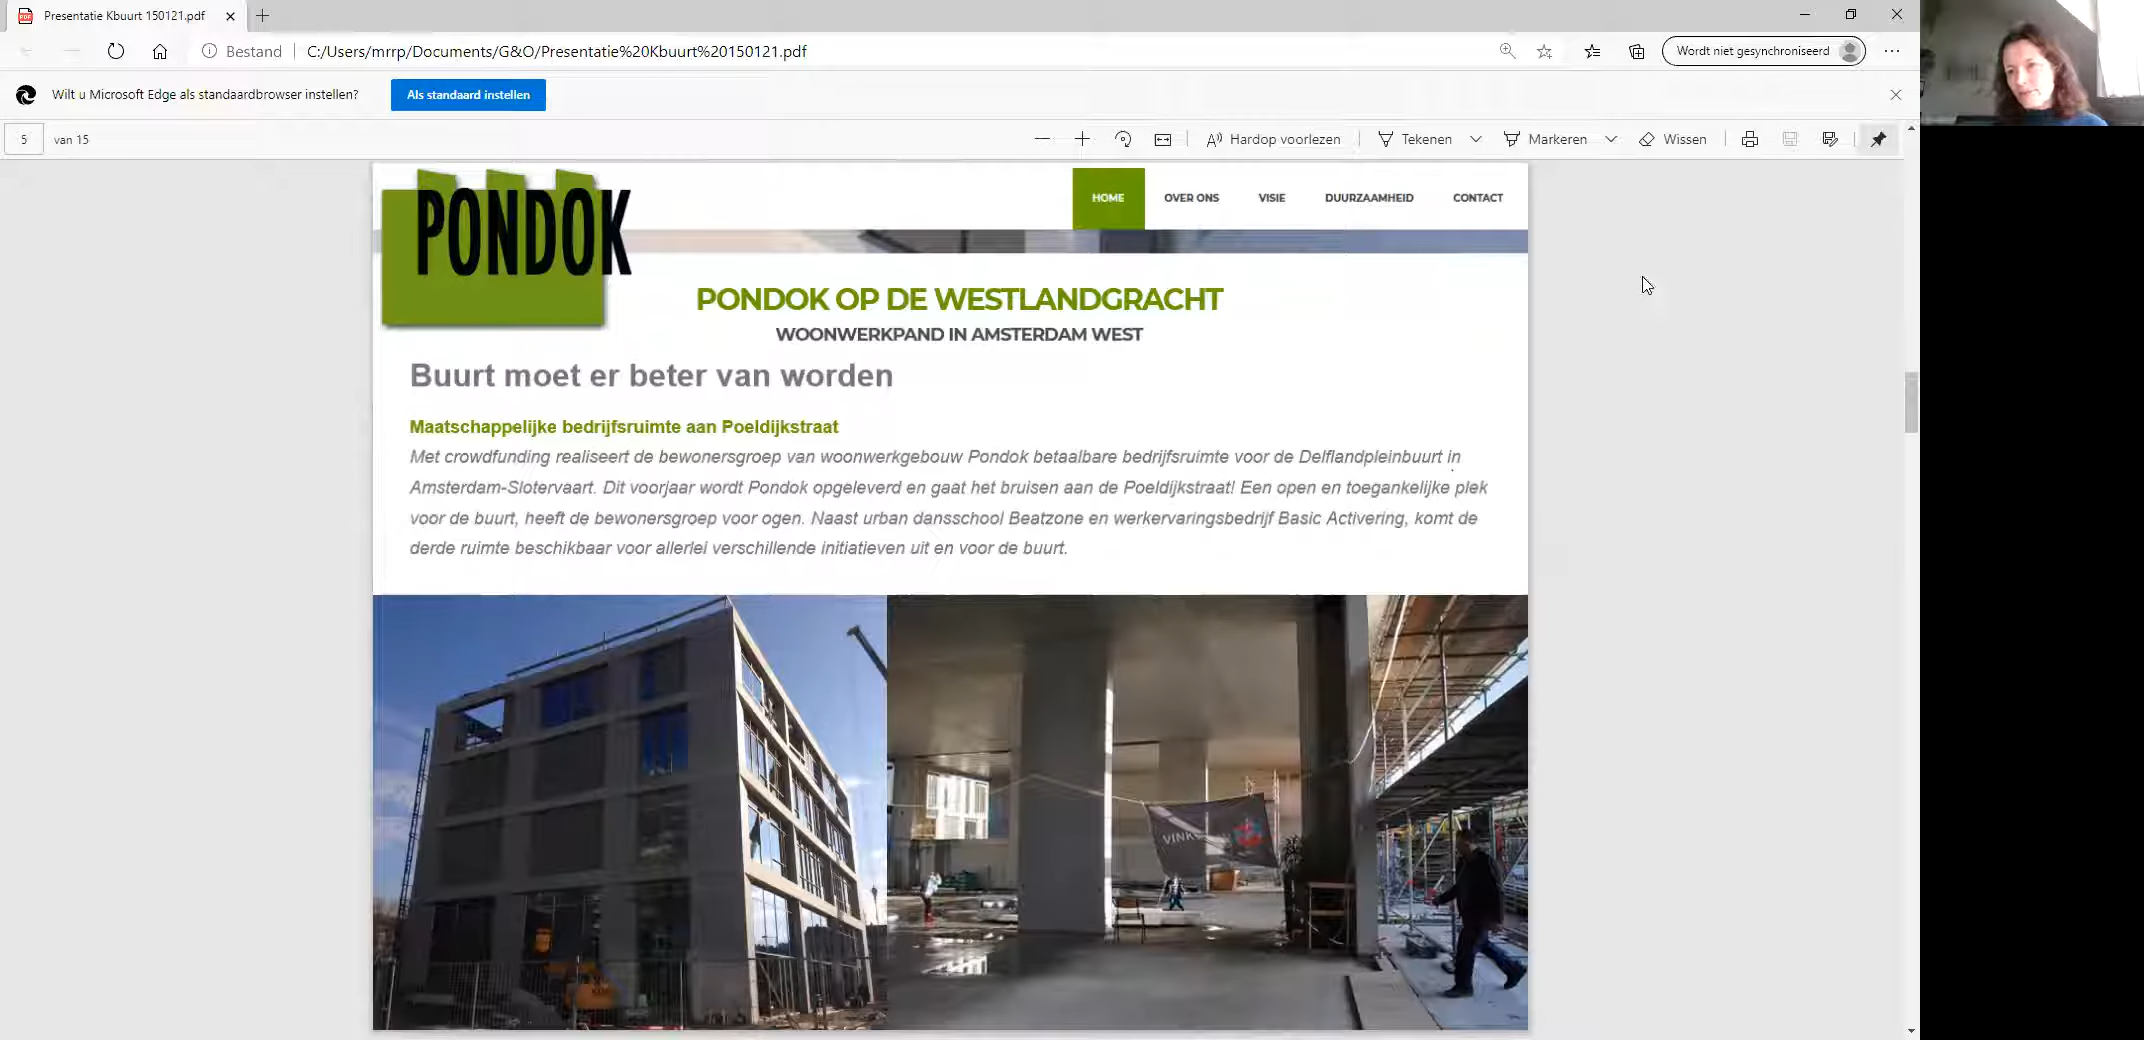 Presentatie Kbuurt 150121.pdf
Bestand
C:/Users/mrrp/Documents/G&O/Presentatie%20Kbuurt%20150121.pdf
Wordt niet gesynchroniseerd
Wilt u Microsoft Edge als standaardbrowser instellen?
Als standaard instellen
5 van 15
Hardop voorlezen
Tekenen
Markeren
Wissen
PONDOK
HOME
OVER ONS
VISIE
DUURZAAMHEID
CONTACT
PONDOK OP DE WESTLANDGRACHT
WOONWERKPAND IN AMSTERDAM WEST
Buurt moet er beter van worden
Maatschappelijke bedrijfsruimte aan Poeldijkstraat
Met crowdfunding realiseert de bewonersgroep van woonwerkgebouw Pondok betaalbare bedrijfsruimte voor de Delflandpleinbuurt in
Amsterdam-Slotervaart. Dit voorjaar wordt Pondok opgeleverd en gaat het bruisen aan de Poeldijkstraat! Een open en toegankelijke plek
voor de buurt, heeft de bewonersgroep voor ogen. Naast urban dansschool Beatzone en werkervaringsbedrijf Basic Activering, komt de
derde ruimte beschikbaar voor allerlei verschillende initiatieven uit en voor de buurt.